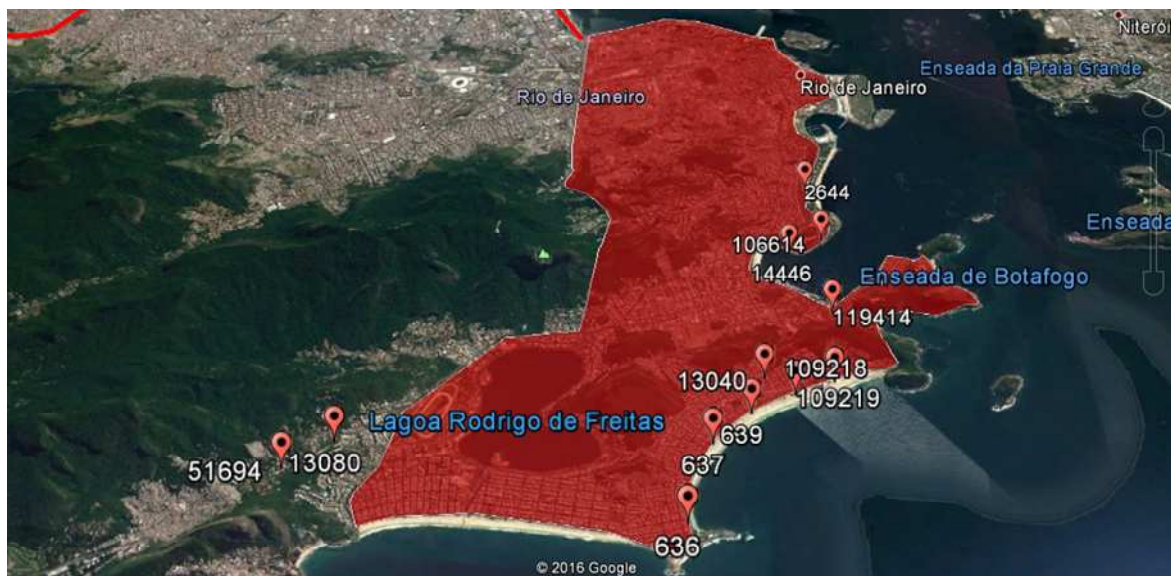 Niterói
Enseada da Praia Grande
Rio de Janeiro
Rio de Janeiro
2644
Enseada
106614
14446
Enseada de Botafogo
119414
109218
13040
109219
Lagoa Rodrigo de Freitas
639
637
51694
13080
636
© 2016 Google